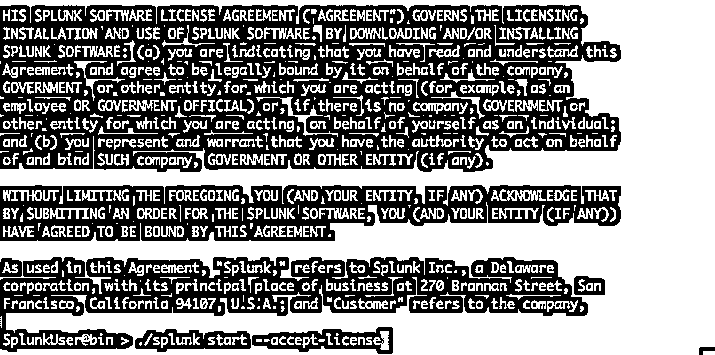 HIS SPLUNK SOFTWARE LICENSE AGREEMENT ("AGREEMENT") GOVERNS THE LICENSING,
INSTALLATION AND USE OF SPLUNK SOFTWARE. BY DOWNLOADING AND/OR INSTALLING
SPLUNK SOFTWARE: (a) you are indicating that you have read and understand this
Agreement, and agree to be legally bound by it on behalf of the company,
GOVERNMENT, or other entity for which you are acting (for example, as an
employee OR GOVERNMENT OFFICIAL) or, if there is no company, GOVERNMENT or
other entity for which you are acting, on behalf of yourself as an individual;
and (b) you represent and warrant that you have the authority to act on behalf
of and bind SUCH company, GOVERNMENT OR OTHER ENTITY (if any).
WITHOUT LIMITING THE FOREGOING, YOU (AND YOUR ENTITY, IF ANY) ACKNOWLEDGE THAT
BY SUBMITTING AN ORDER FOR THE SPLUNK SOFTWARE, YOU (AND YOUR ENTITY (IF ANY))
HAVE AGREED TO BE BOUND BY THIS AGREEMENT.
As used in this Agreement, "Splunk," refers to Splunk Inc., a Delaware
corporation, with its principal place of business at 270 Brannan Street, San
Francisco, California 94107, U.S.A.; and "Customer" refers to the company,
SplunkUser@bin > ./splunk start --accept-license